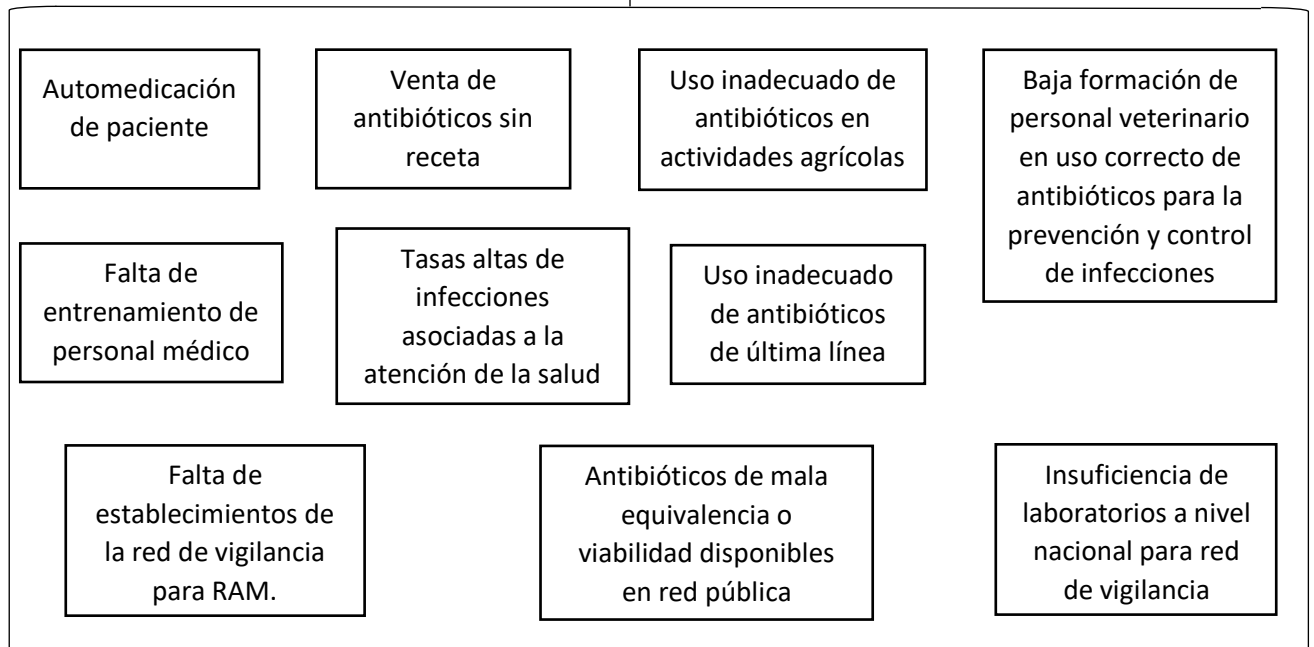 Automedicación
de paciente
Venta de
antibióticos sin
receta
Uso inadecuado de
antibióticos en
actividades agrícolas
Baja formación de
personal veterinario
en uso correcto de
antibióticos para la
prevención y control
de infecciones
Falta de
entrenamiento de
personal médico
Tasas altas de
infecciones
asociadas a la
atención de la salud
Uso inadecuado
de antibióticos
de última línea
Falta de
establecimientos de
la red de vigilancia
para RAM.
Antibióticos de mala
equivalencia o
viabilidad disponibles
en red pública
Insuficiencia de
laboratorios a nivel
nacional para red
de vigilancia